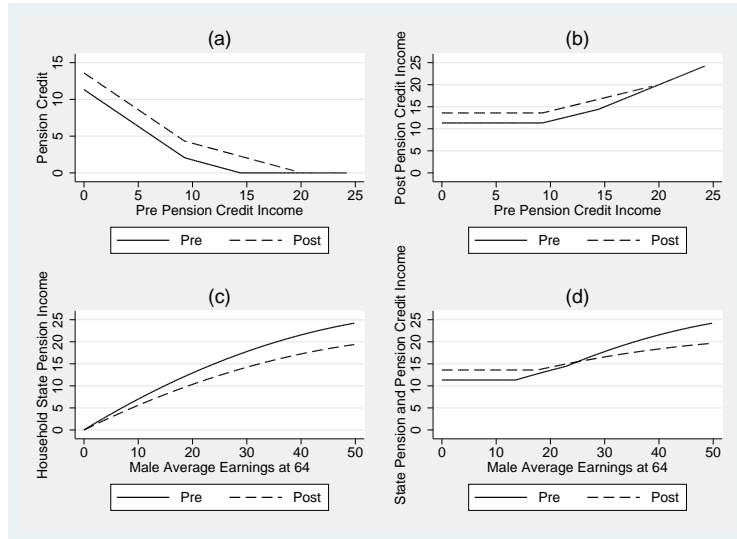 (a)
Pension Credit
15
10
5
0
0 5 10 15 20 25
Pre Pension Credit Income
Pre Post
(b)
Post Pension Credit Income
25
20
15
10
5
0
0 5 10 15 20 25
Pre Pension Credit Income
Pre Post
(c)
Household State Pension Income
25
20
15
10
5
0
0 10 20 30 40 50
Male Average Earnings at 64
Pre Post
(d)
State Pension and Pension Credit Income
25
20
15
10
5
0
0 10 20 30 40 50
Male Average Earnings at 64
Pre Post